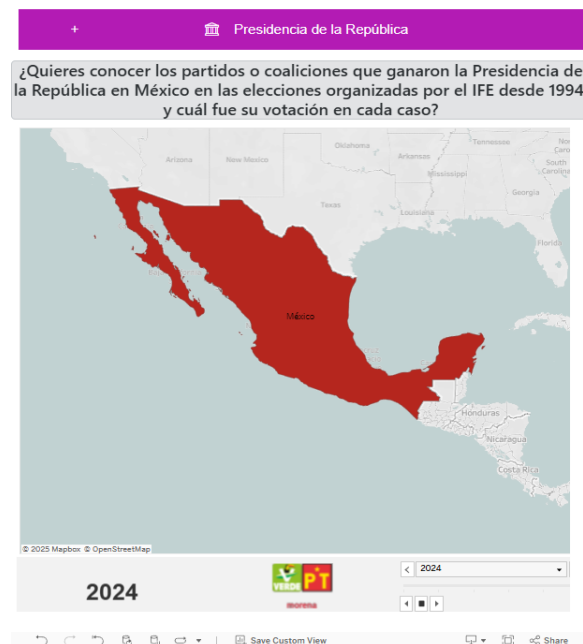 + Presidencia de la República
¿Quieres conocer los partidos o coaliciones que ganaron la Presidencia de
la República en México en las elecciones organizadas por el IFE desde 1994
y cuál fue su votación en cada caso?
Oklahoma
Tennessee
Arizona
New Mexico
Arkansas
Mississippi
South
Carolina
Texas
Georgia
Louisiana
Florida
México
Honduras
Nicaragua
Costa Rica
© 2025 Mapbox © OpenStreetMap
2024
VERDE PT
morena
2024
Save Custom View
Share